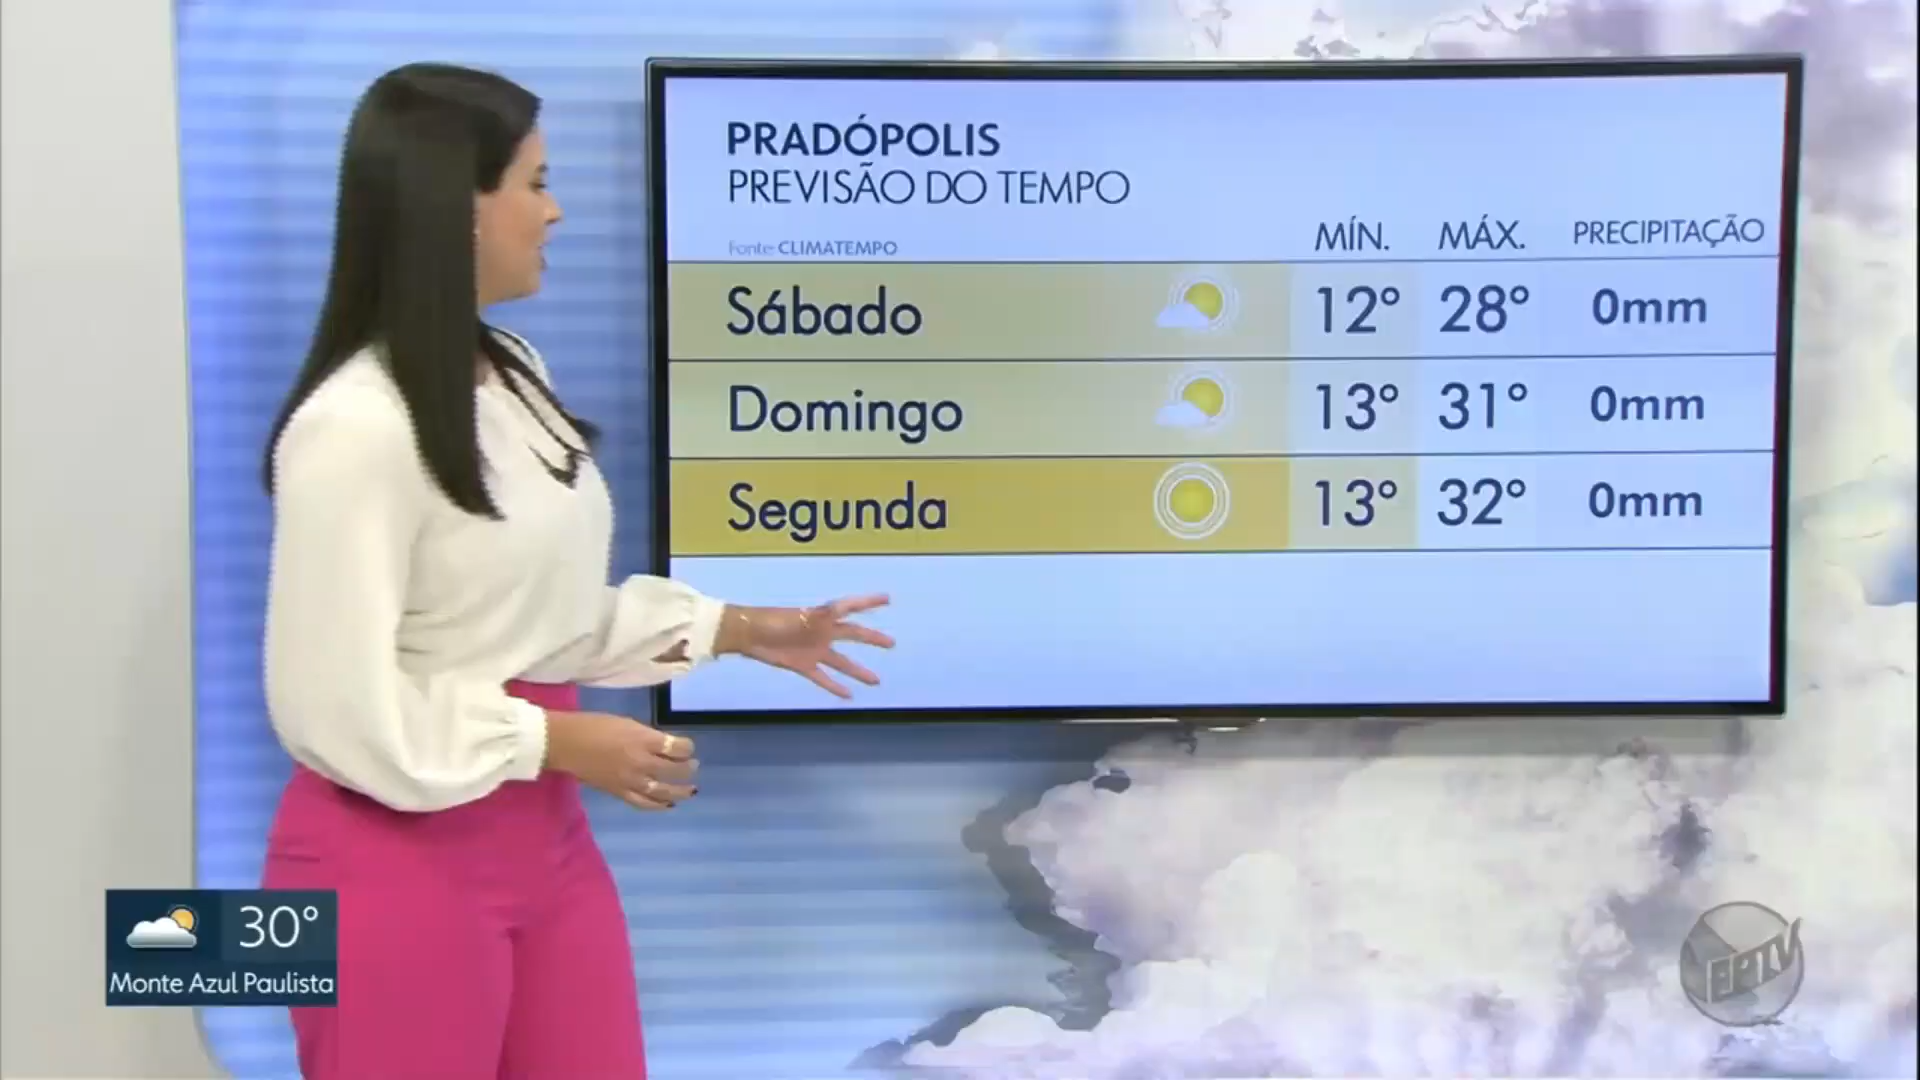 PRADÓPOLIS
PREVISÃO DO TEMPO
Fonte: CLIMATEMPO
MÍN. MÁX. PRECIPITAÇÃO
Sábado 12° 28° 0mm
Domingo 13° 31° 0mm
Segunda 13° 32° 0mm
30°
Monte Azul Paulista
EPTV